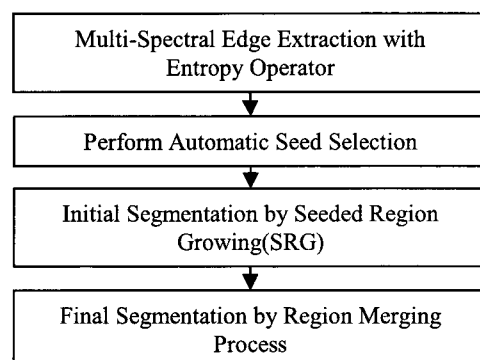 Multi-Spectral Edge Extraction with
Entropy Operator
Perform Automatic Seed Selection
Initial Segmentation by Seeded Region
Growing(SRG)
Final Segmentation by Region Merging
Process